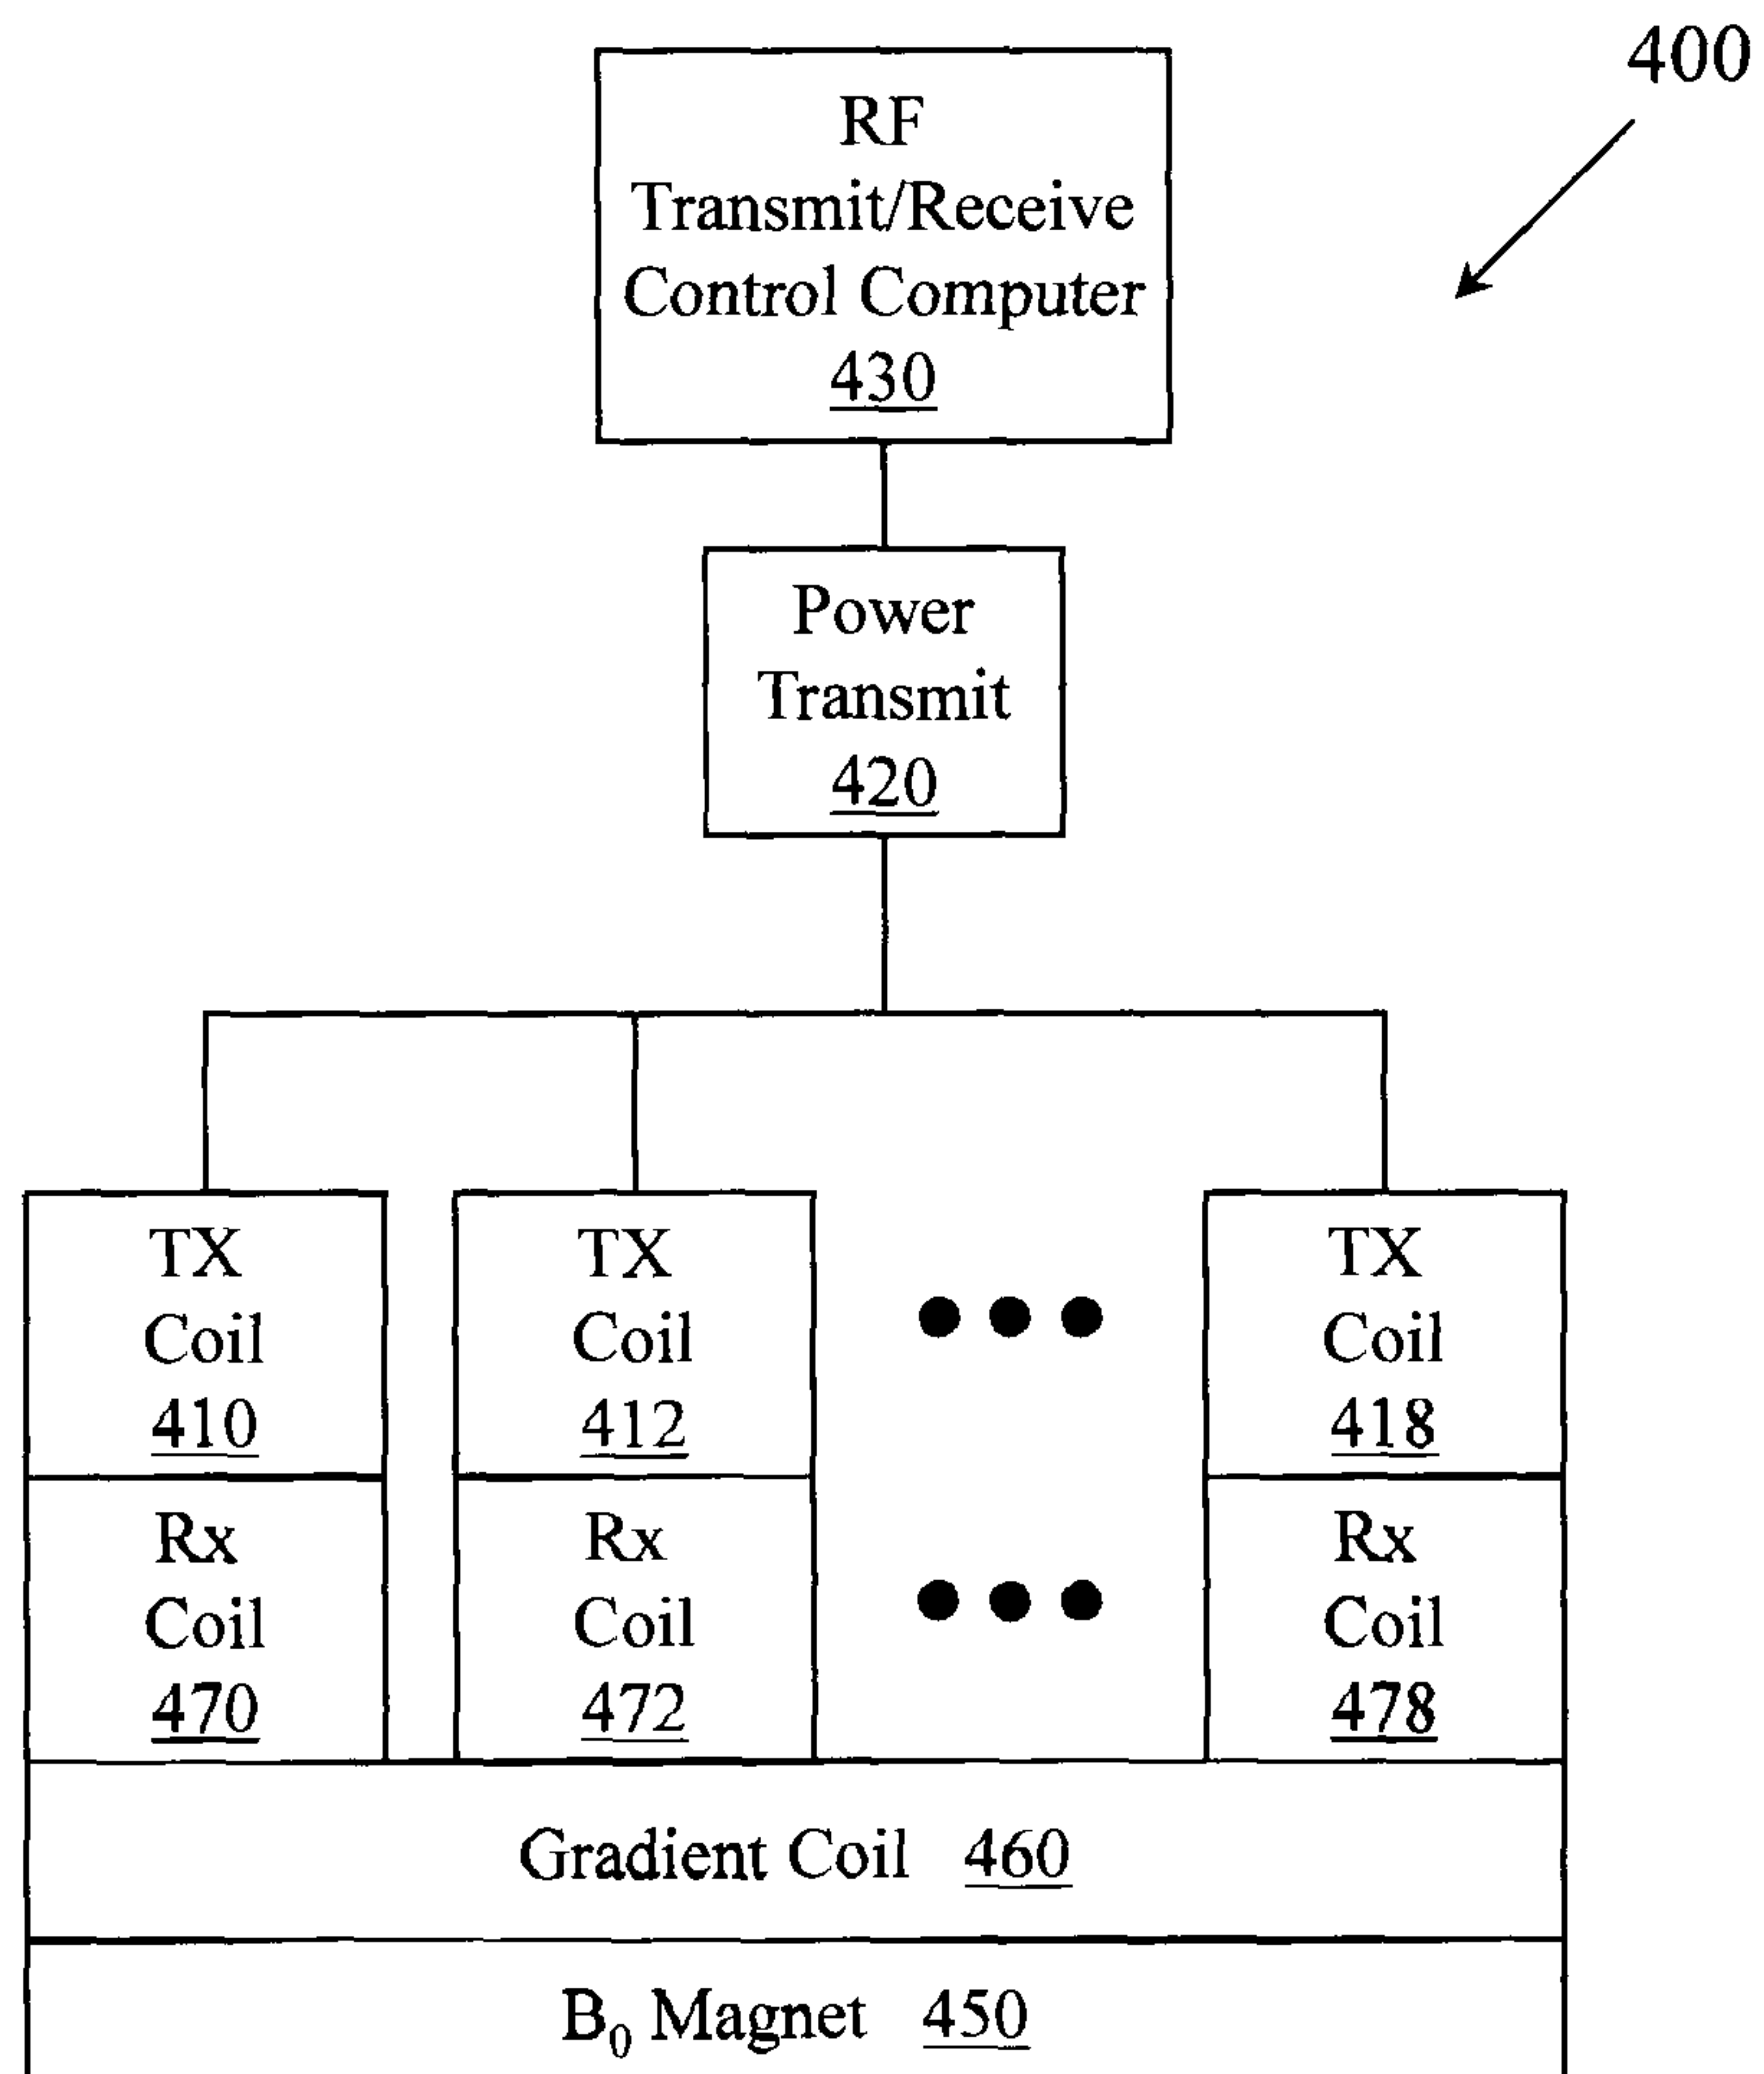 400
RF
Transmit/Receive
Control Computer
430
Power
Transmit
420
TX
Coil
410
TX
Coil
412
TX
Coil
418
Rx
Coil
470
Rx
Coil
472
Rx
Coil
478
Gradient Coil 460
B₀ Magnet 450